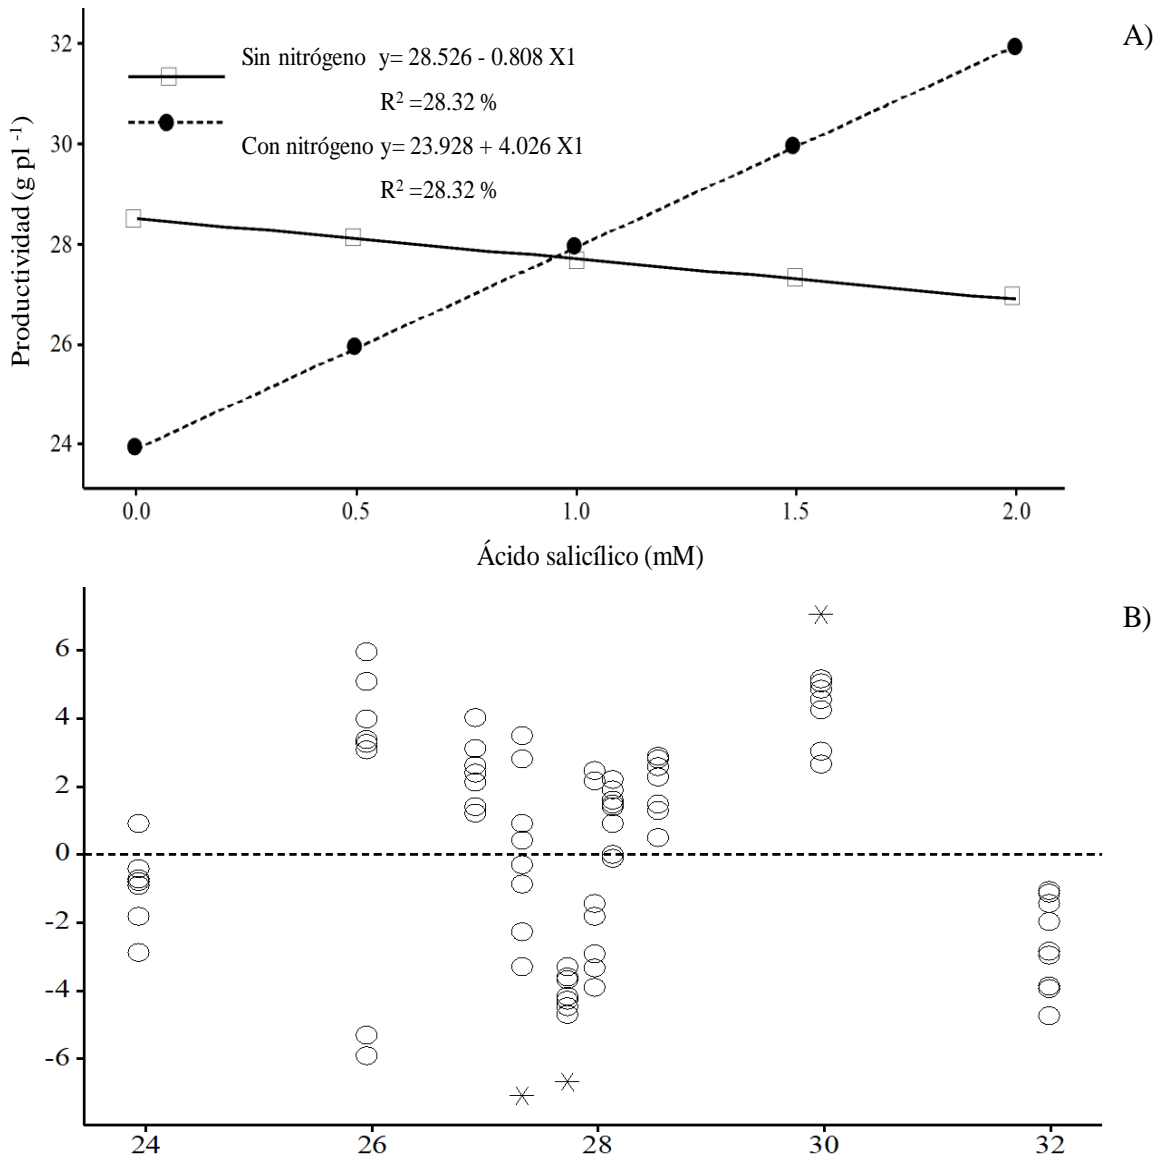 A)
Sin nitrógeno y= 28.526 - 0.808 X1
R² =28.32 %
Con nitrógeno y= 23.928 + 4.026 X1
R² =28.32 %
Productividad (g pl -1)
32
30
28
26
24
0.0 0.5 1.0 1.5 2.0
Ácido salicílico (mM)
B)
6
4
2
0
-2
-4
-6
24 26 28 30 32